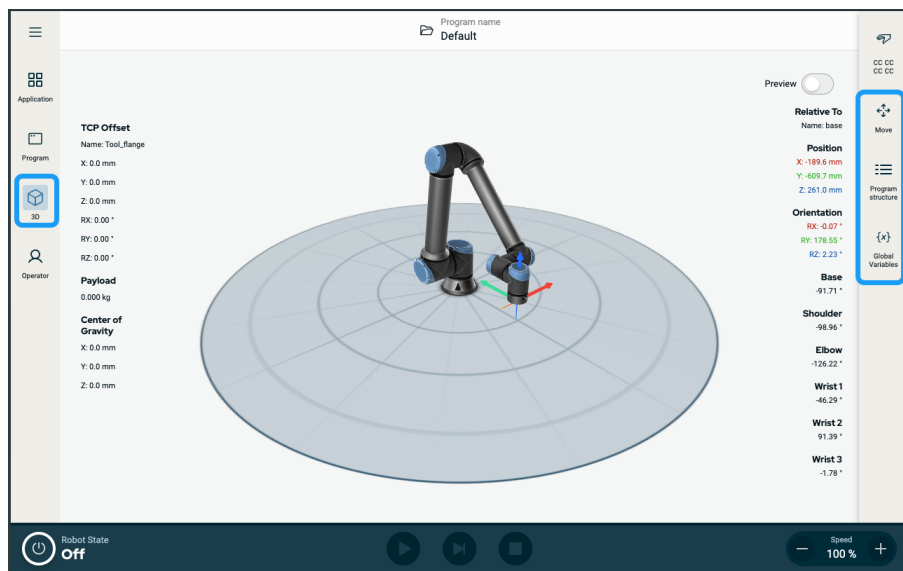 Program name
Default
Application
Program
3D
Operator
TCP Offset
Name: Tool_flange
X: 0.0 mm
Y: 0.0 mm
Z: 0.0 mm
RX: 0.00 °
RY: 0.00 °
RZ: 0.00 °
Payload
0.000 kg
Center of
Gravity
X: 0.0 mm
Y: 0.0 mm
Z: 0.0 mm
Preview
Relative To
Name: base
Position
X: -189.6 mm
Y: -609.7 mm
Z: 261.0 mm
Orientation
RX: -0.07 °
RY: 178.55 °
RZ: 2.23 °
Base
-91.71 °
Shoulder
-98.96 °
Elbow
-126.22 °
Wrist 1
-46.29 °
Wrist 2
91.39 °
Wrist 3
-1.78 °
CC CC
CC CC
Move
Program
structure
{x}
Global
Variables
Robot State
Off
Speed
100 %